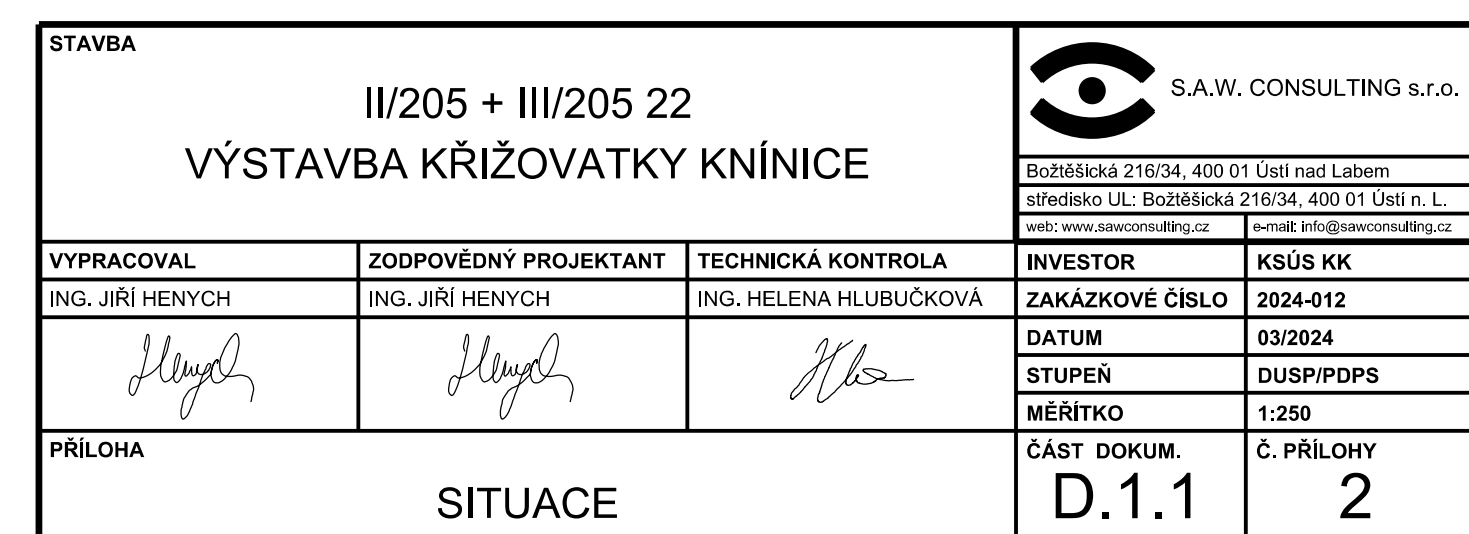 STAVBA
II/205 + III/205 22
VÝSTAVBA KŘIŽOVATKY KNÍNICE
S.A.W. CONSULTING s.r.o.
Božtěšická 216/34, 400 01 Ústí nad Labem
středisko UL: Božtěšická 216/34, 400 01 Ústí n. L.
web: www.sawconsulting.cz e-mail: info@sawconsulting.cz
VYPRACOVAL ZODPOVĚDNÝ PROJEKTANT TECHNICKÁ KONTROLA INVESTOR KSÚS KK
ING. JIŘÍ HENYCH ING. JIŘÍ HENYCH ING. HELENA HLUBUČKOVÁ ZAKÁZKOVÉ ČÍSLO 2024-012
DATUM 03/2024
STUPEŇ DUSP/PDPS
MĚŘÍTKO 1:250
PŘÍLOHA ČÁST DOKUM. Č. PŘÍLOHY
SITUACE D.1.1 2